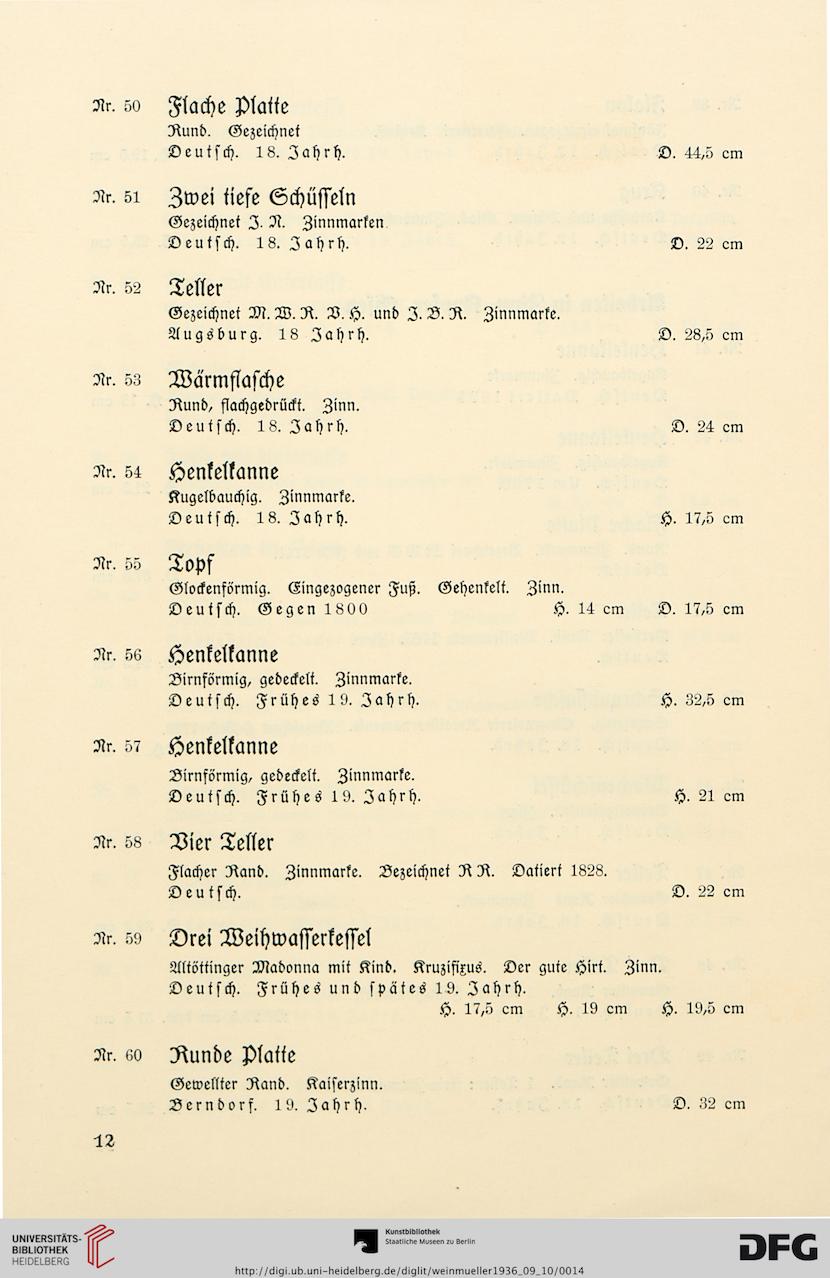 Nr. 50 Flache Platte
Rund. Gezeichnet
Deutsch. 18. Jahrh. D. 44,5 cm
Nr. 51 Zwei tiefe Schüsseln
Gezeichnet J. N. Zinnmarken
Deutsch. 18. Jahrh. D. 22 cm
Nr. 52 Teller
Gezeichnet M. W. R. V. H. und J. B. R. Zinnmarke.
Augsburg. 18 Jahrh. D. 28,5 cm
Nr. 53 Wärmflasche
Rund, flachgedrückt. Zinn.
Deutsch. 18. Jahrh. D. 24 cm
Nr. 54 Henkelkanne
Kugelbauchig. Zinnmarke.
Deutsch. 18. Jahrh. H. 17,5 cm
Nr. 55 Topf
Glockenförmig. Eingezogener Fuß. Gehenkelt. Zinn.
Deutsch. Gegen 1800 H. 14 cm D. 17,5 cm
Nr. 56 Henkelkanne
Birnförmig, gedeckelt. Zinnmarke.
Deutsch. Frühes 19. Jahrh. H. 32,5 cm
Nr. 57 Henkelkanne
Birnförmig, gedeckelt. Zinnmarke.
Deutsch. Frühes 19. Jahrh. H. 21 cm
Nr. 58 Vier Teller
Flacher Rand. Zinnmarke. Bezeichnet R R. Datiert 1828.
Deutsch. D. 22 cm
Nr. 59 Drei Weihwasserkessel
Altöttinger Madonna mit Kind. Kruzifixus. Der gute Hirt. Zinn.
Deutsch. Frühes und spätes 19. Jahrh.
H. 17,5 cm H. 19 cm H. 19,5 cm
Nr. 60 Runde Platte
Gewellter Rand. Kaiserzinn.
Berndorf. 19. Jahrh. D. 32 cm
12
UNIVERSITÄTS-
BIBLIOTHEK
HEIDELBERG
Kunstbibliothek
Staatliche Museen zu Berlin
DFG
http://digi.ub.uni-heidelberg.de/diglit/weinmueller1936_09_10/0014